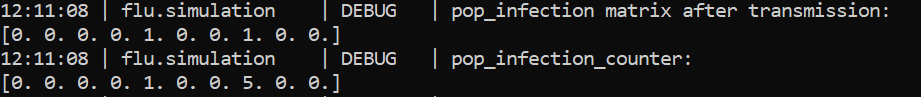 12:11:08 | flu.simulation    | DEBUG   | pop_infection matrix after transmission:
[0. 0. 0. 0. 1. 0. 0. 1. 0. 0.]
12:11:08 | flu.simulation    | DEBUG   | pop_infection_counter:
[0. 0. 0. 0. 1. 0. 0. 5. 0. 0.]